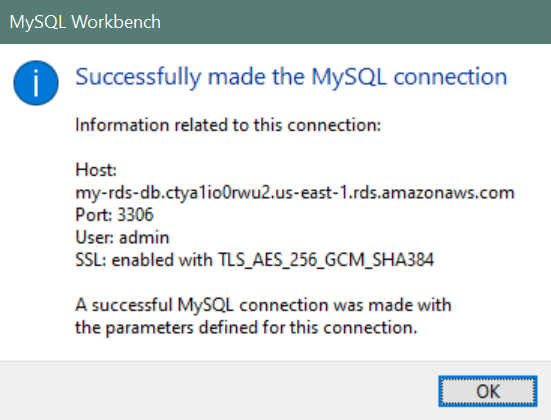 MySQL Workbench
Successfully made the MySQL connection
Information related to this connection:
Host:
my-rds-db.ctya1io0rwu2.us-east-1.rds.amazonaws.com
Port: 3306
User: admin
SSL: enabled with TLS_AES_256_GCM_SHA384
A successful MySQL connection was made with
the parameters defined for this connection.
OK